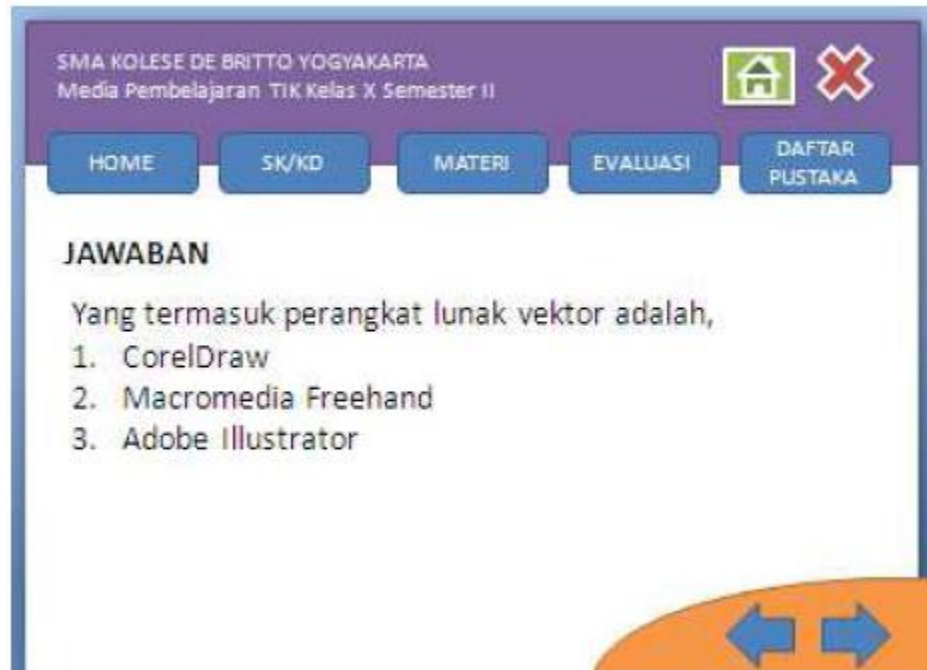 SMA KOLESE DE BRITTO YOGYAKARTA
Media Pembelajaran TIK Kelas X Semester II
HOME
SK/KD
MATERI
EVALUASI
DAFTAR
PUSTAKA
JAWABAN
Yang termasuk perangkat lunak vektor adalah,
1. CorelDraw
2. Macromedia Freehand
3. Adobe Illustrator